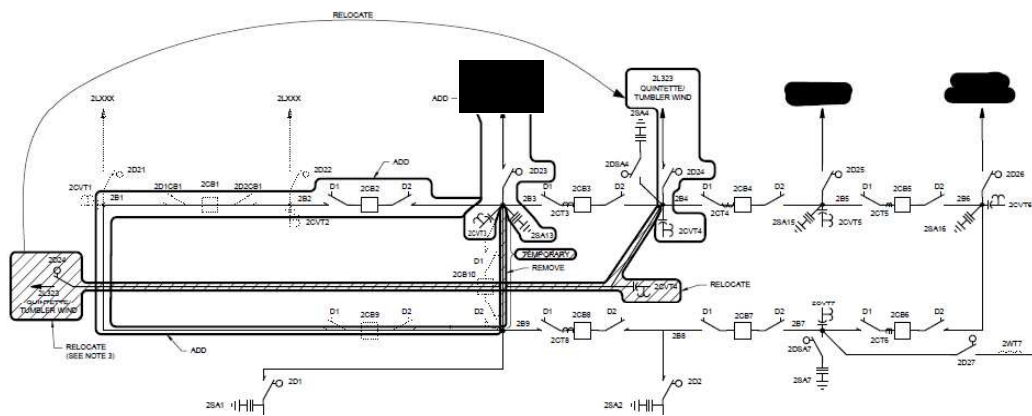 RELOCATE
2L323
QUINTETTE/
TUMBLER WIND
ADD
2LXXX
2LXXX
2SA4
2D21
2D22
ADD
2D23
2DSA4
2D24
2D25
2D26
2CVT1
2D1CB1
2CB1
2D2CB1
D1
2CB2
D2
D1
2CB3
D2
D1
2CB4
D2
D1
2CB5
D2
2B1
2B2
2B3
2CT3
2B4
2CT4
2B5
2CT5
2B6
2CVT6
2CVT2
2CVT3
2SA13
2CVT4
2SA15
2CVT5
2SA16
TEMPORARY
D1
REMOVE
2D24
2CB10
2CVT4
RELOCATE
2L323
QUINTETTE/
TUMBLER WIND
D1
2CB9
D2
D2
D1
2CB8
D2
D1
2CB7
D2
2CVT7
D1
2CB6
D2
2B9
2CT8
2B8
2B7
2CT6
RELOCATE
(SEE NOTE 3)
ADD
2DSA7
2D27
2WT7
2D1
2D2
2SA7
2SA1
2SA2